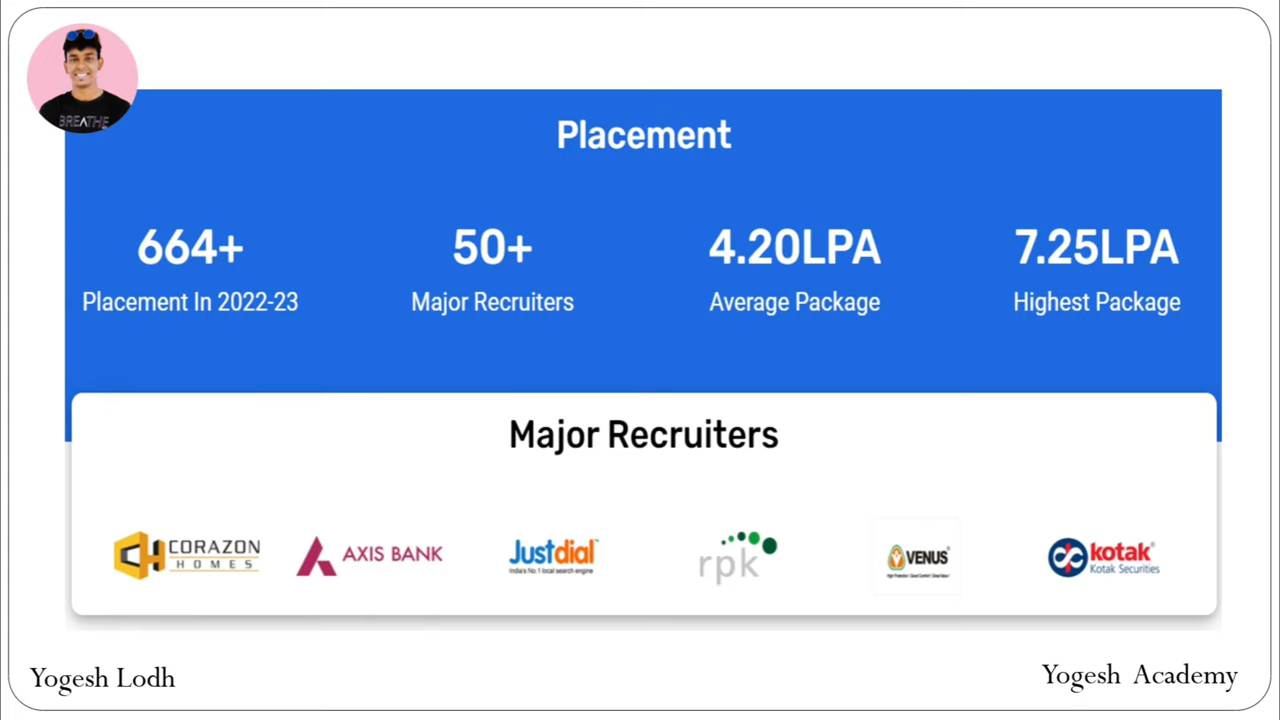 BREATHE
Placement
664+ 50+ 4.20LPA 7.25LPA
Placement In 2022-23 Major Recruiters Average Package Highest Package
Major Recruiters
CORAZON
HOMES
AXIS BANK
Justdial™
India's No. 1 local search engine
rpk
VENUS®
kotak®
Kotak Securities
Yogesh Lodh
Yogesh Academy